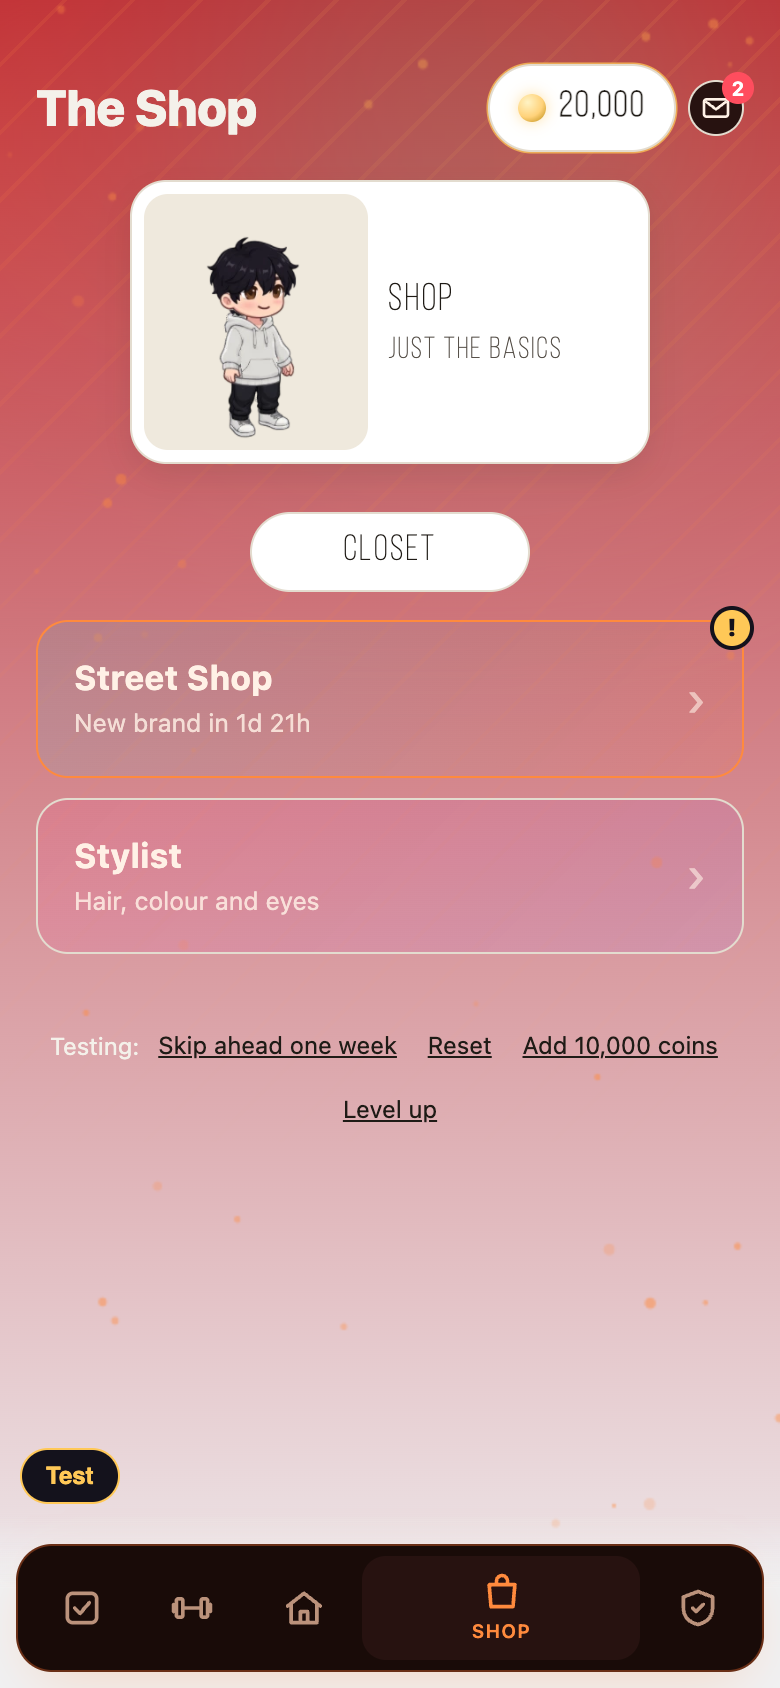 The Shop
20,000
2
SHOP
JUST THE BASICS
CLOSET
!
Street Shop
New brand in 1d 21h
Stylist
Hair, colour and eyes
Testing: Skip ahead one week Reset Add 10,000 coins
Level up
Test
SHOP